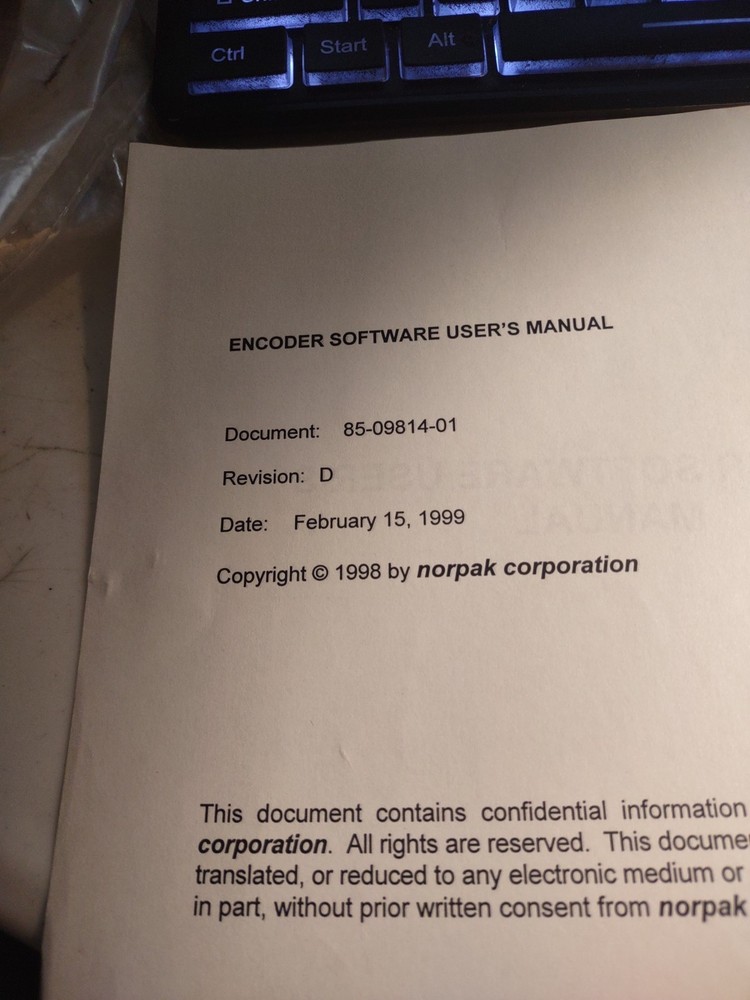 Ctrl
Start
Alt
ENCODER SOFTWARE USER'S MANUAL
Document: 85-09814-01
Revision: D
Date: February 15, 1999
Copyright © 1998 by norpak corporation
This document contains confidential information
corporation. All rights are reserved. This docume
translated, or reduced to any electronic medium or
in part, without prior written consent from norpak